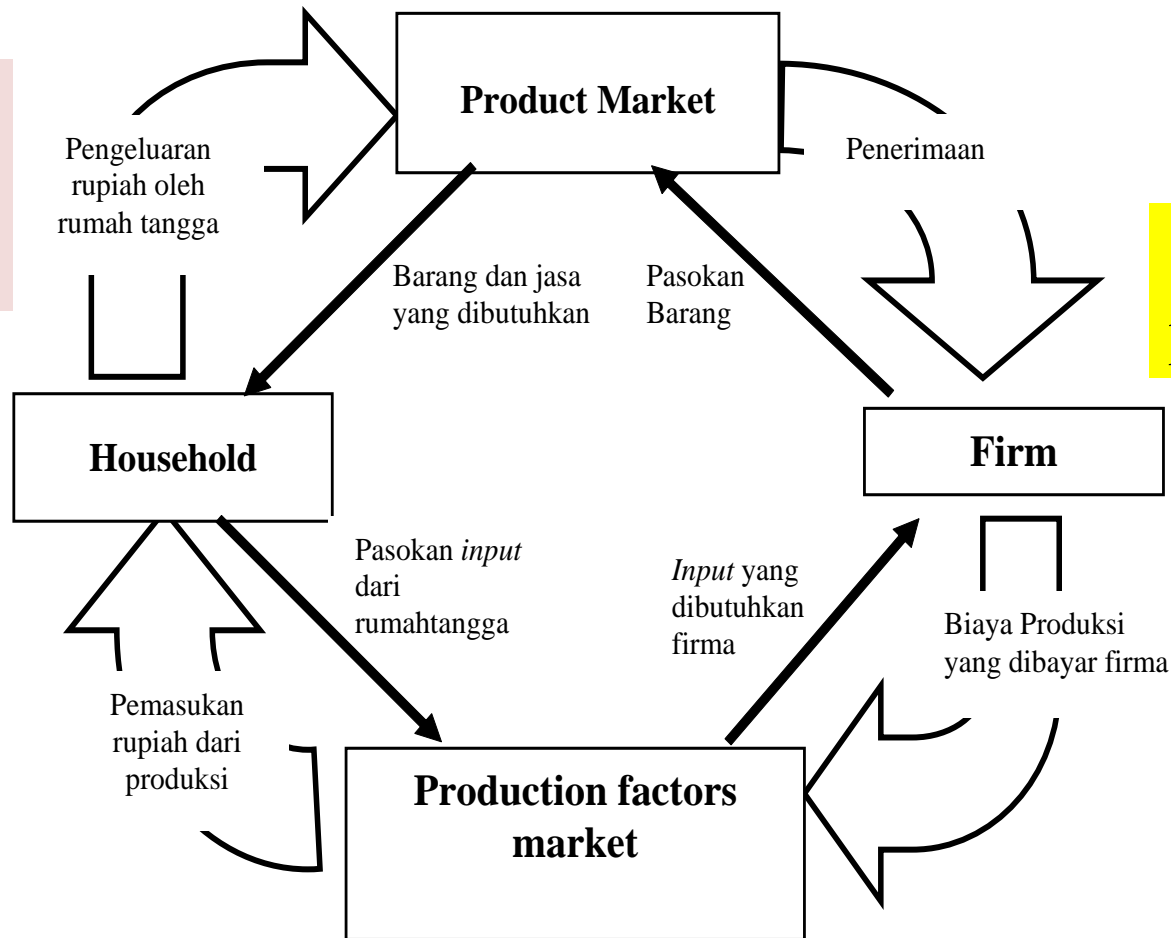 Product Market
Pengeluaran
rupiah oleh
rumah tangga
Penerimaan
Barang dan jasa
yang dibutuhkan
Pasokan
Barang
Household
Firm
Pasokan input
dari
rumahtangga
Input yang
dibutuhkan
firma
Biaya Produksi
yang dibayar firma
Pemasukan
rupiah dari
produksi
Production factors
market